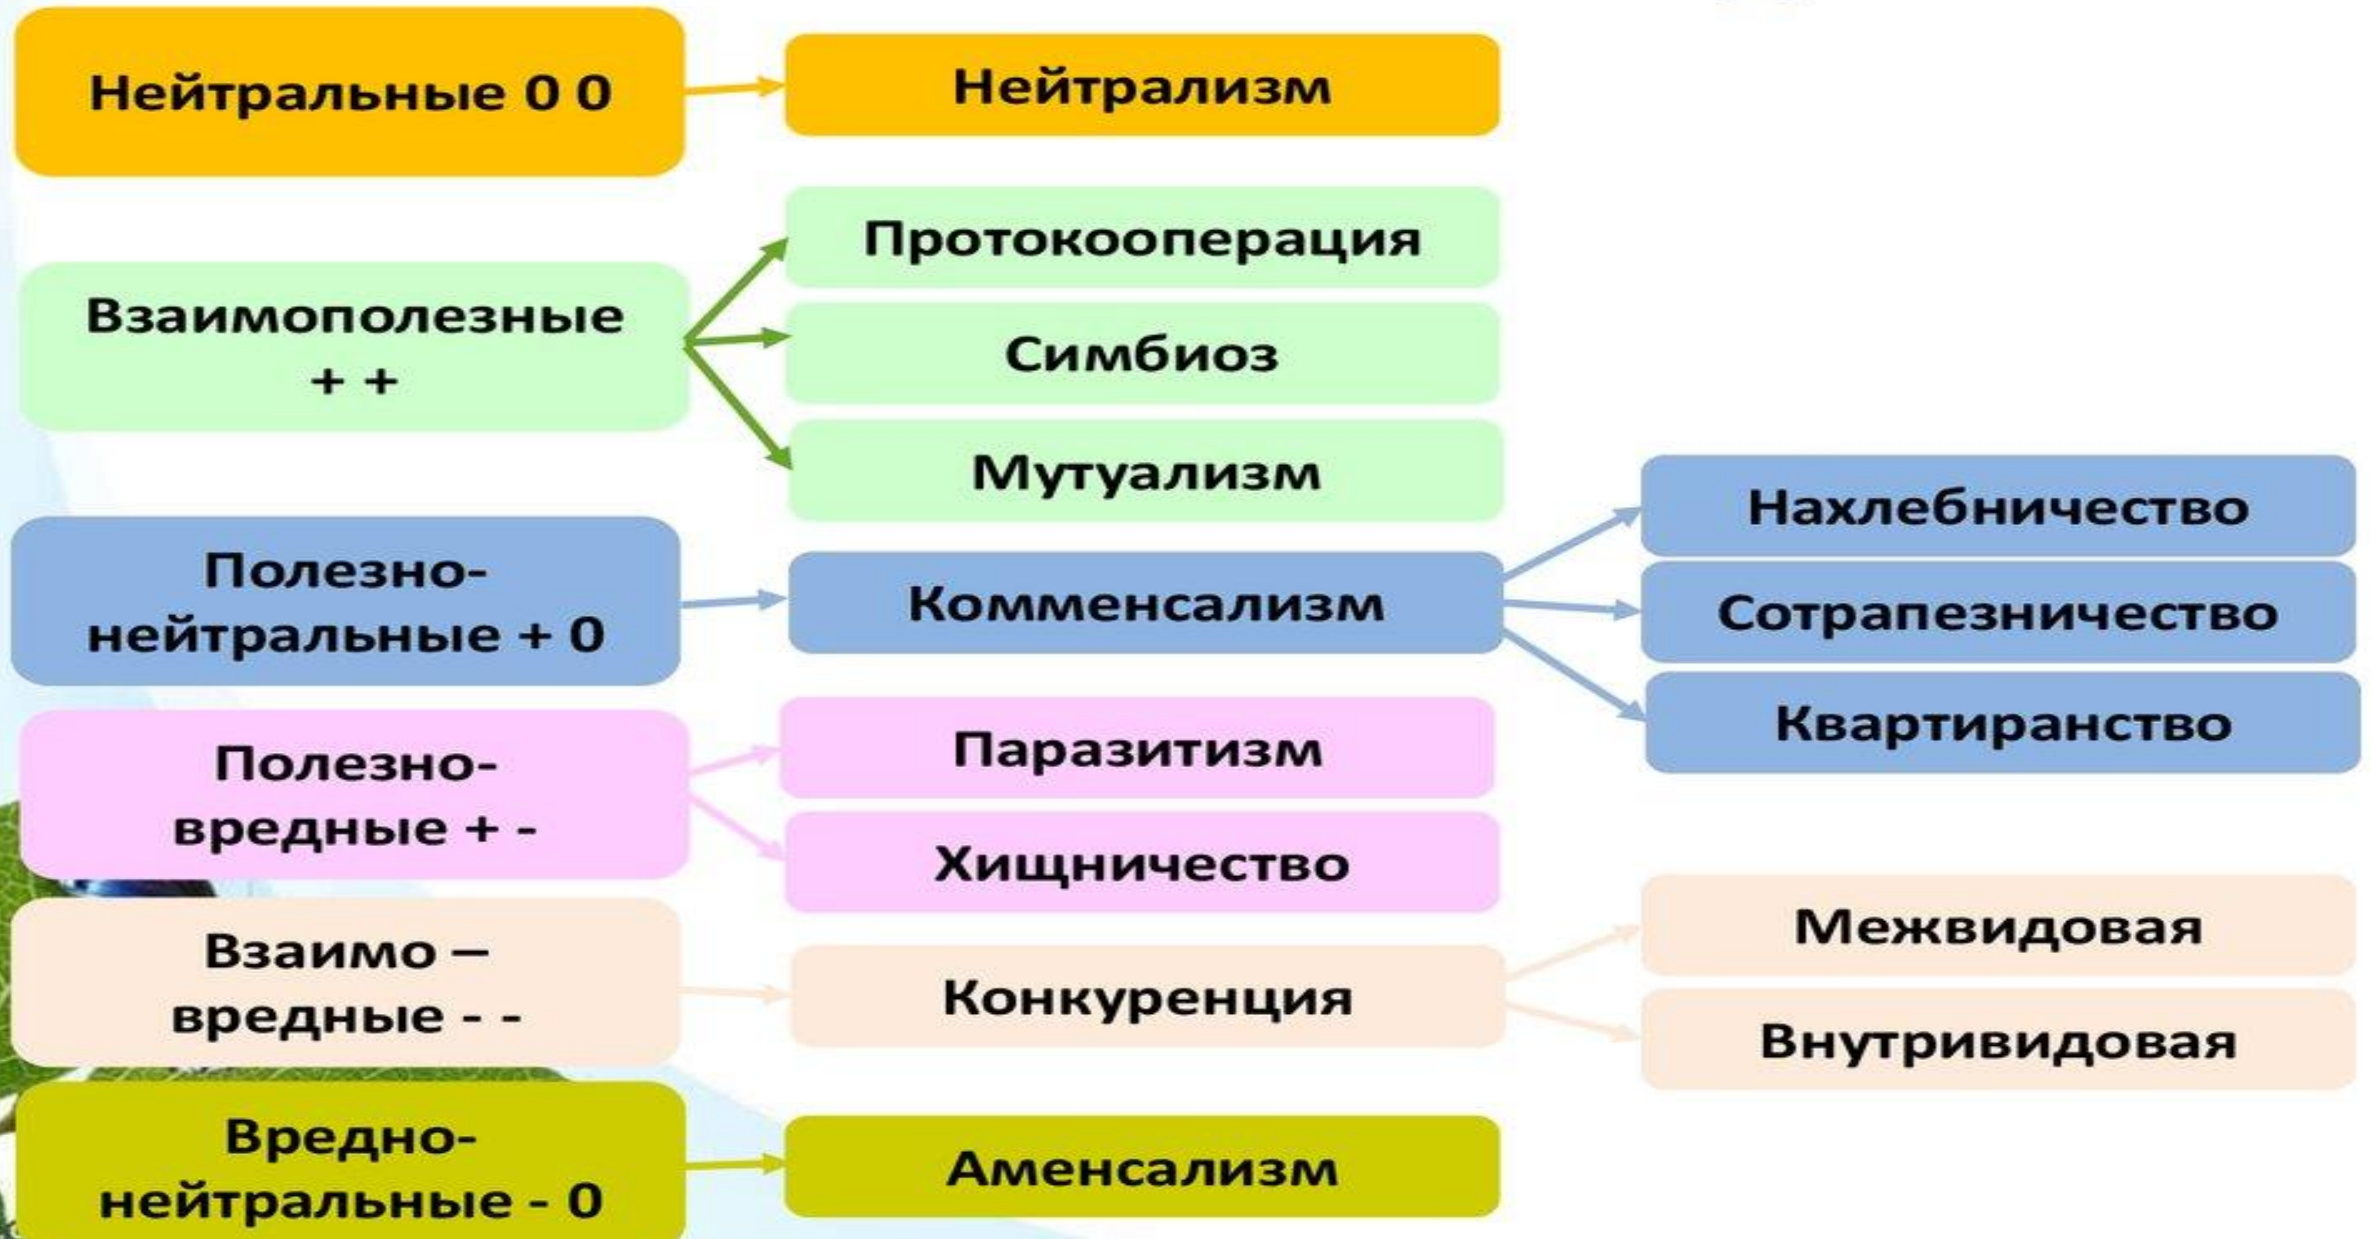 Нейтральные 0 0
Нейтрализм
Взаимополезные
+ +
Протокооперация
Симбиоз
Мутуализм
Полезно-
нейтральные + 0
Комменсализм
Нахлебничество
Сотрапезничество
Квартиранство
Полезно-
вредные + -
Паразитизм
Хищничество
Взаимо –
вредные - -
Конкуренция
Межвидовая
Внутривидовая
Вредно-
нейтральные - 0
Аменсализм